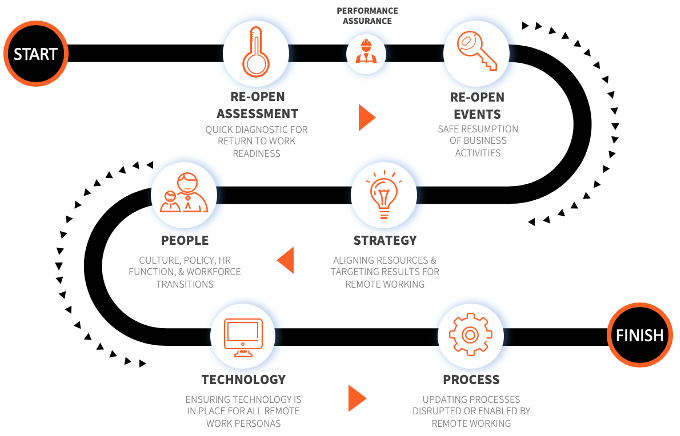 START
PERFORMANCE
ASSURANCE
RE-OPEN
ASSESSMENT
QUICK DIAGNOSTIC FOR
RETURN TO WORK
READINESS
RE-OPEN
EVENTS
SAFE RESUMPTION
OF BUSINESS
ACTIVITIES
STRATEGY
ALIGNING RESOURCES &
TARGETING RESULTS FOR
REMOTE WORKING
PEOPLE
CULTURE, POLICY, HR
FUNCTION, & WORKFORCE
TRANSITIONS
TECHNOLOGY
ENSURING TECHNOLOGY IS
IN PLACE FOR ALL REMOTE
WORK PERSONAS
PROCESS
UPDATING PROCESSES
DISRUPTED OR ENABLED BY
REMOTE WORKING
FINISH